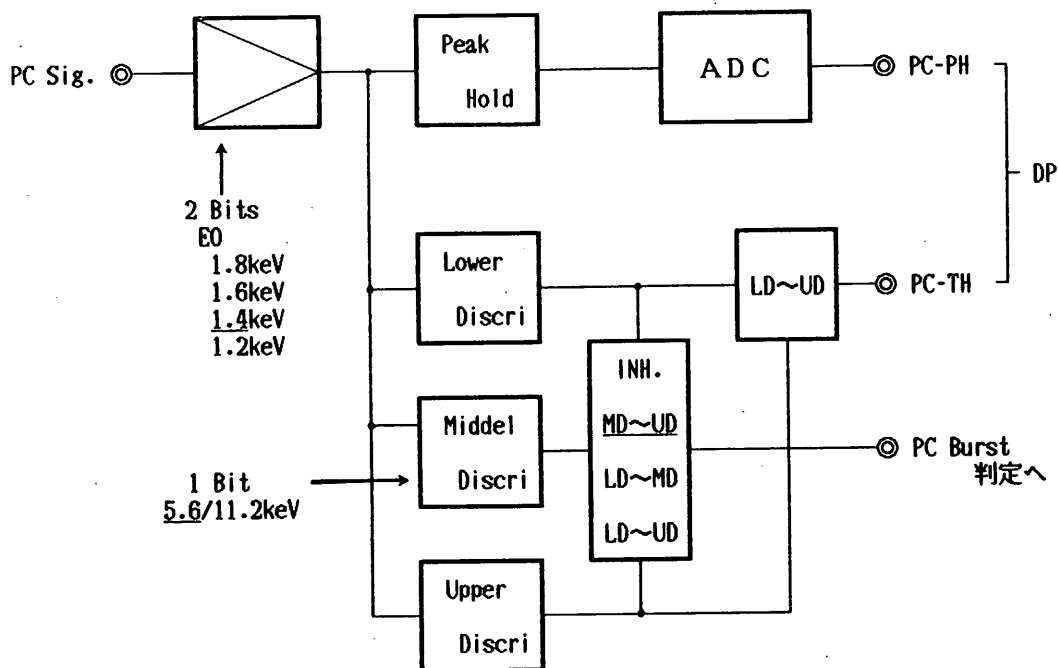 PC Sig.
Peak
Hold
ADC
PC-PH
DP
2 Bits
EO
1.8keV
1.6keV
1.4keV
1.2keV
Lower
Discri
LD～UD
PC-TH
INH.
MD～UD
LD～MD
LD～UD
Middel
Discri
PC Burst
判定へ
1 Bit
5.6/11.2keV
Upper
Discri